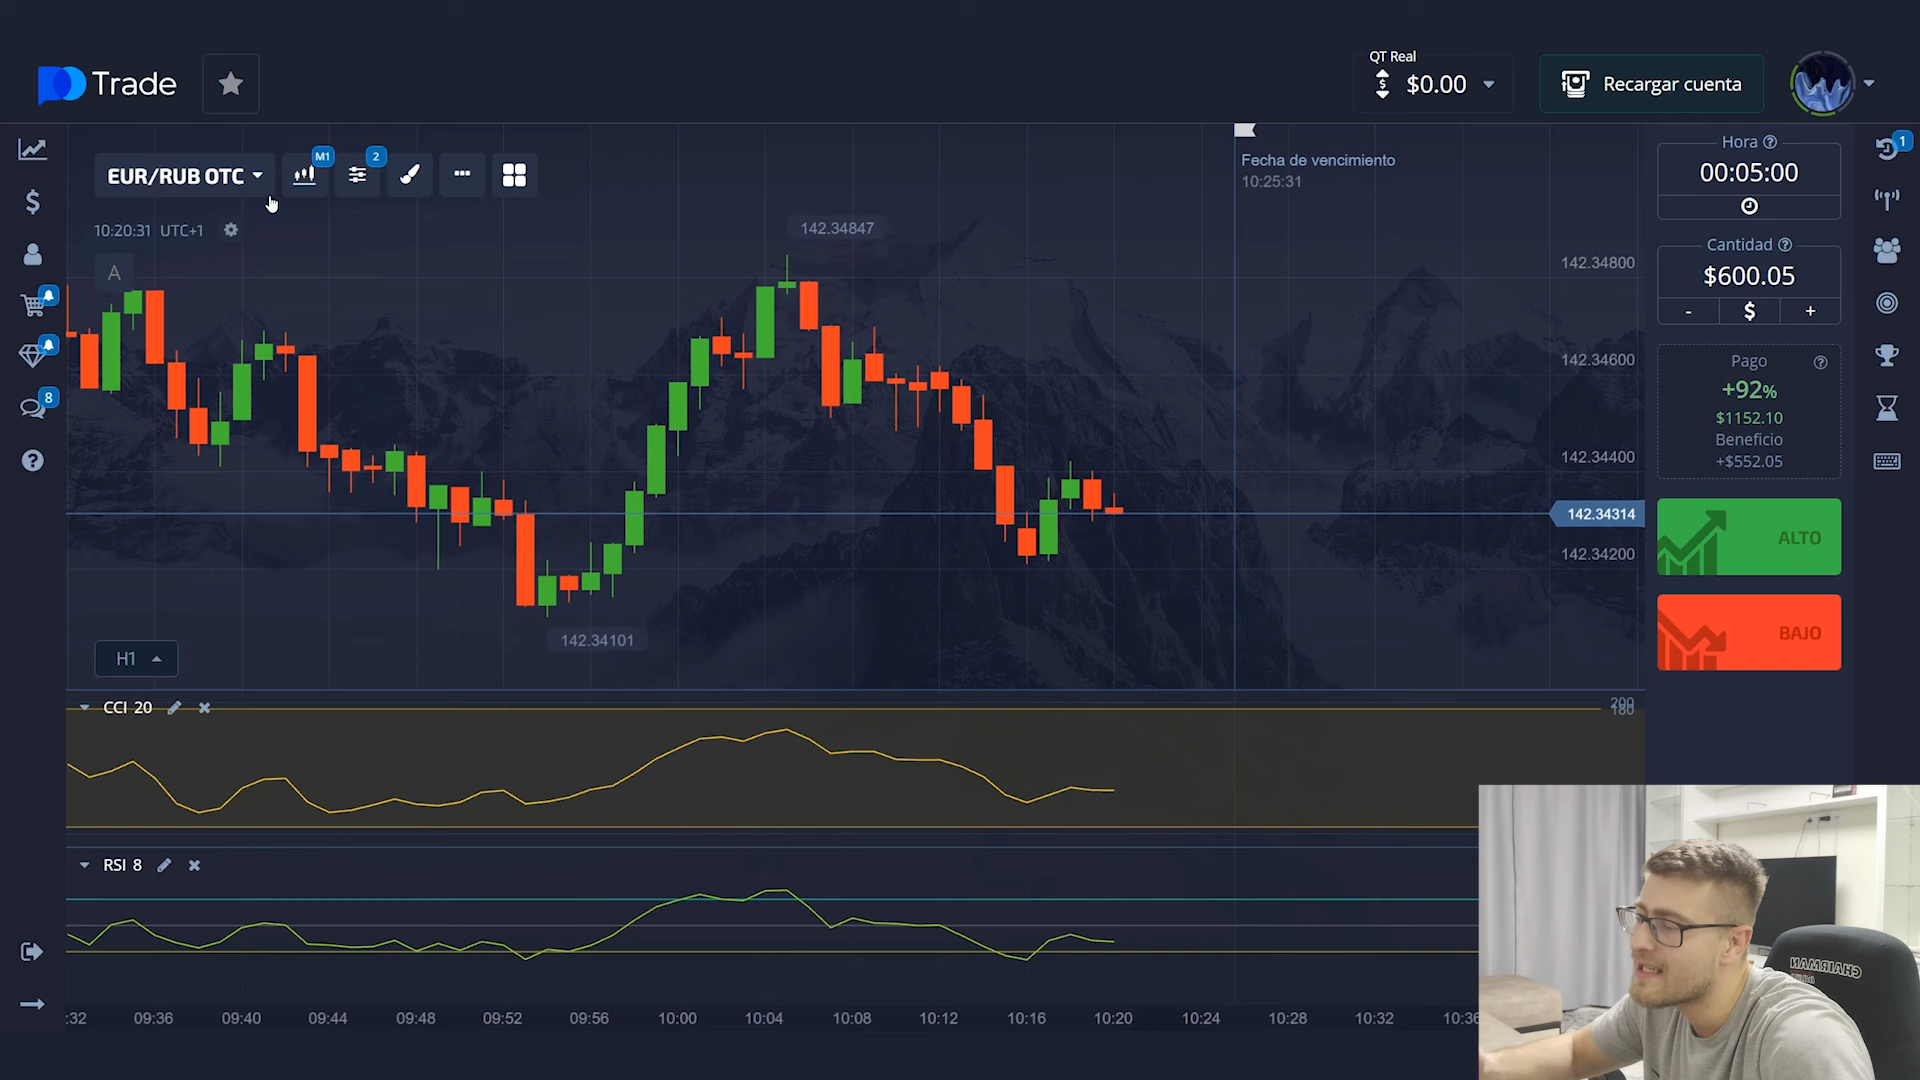 Trade
QT Real
$0.00
Recargar cuenta
EUR/RUB OTC
M1
2
10:20:31 UTC+1
A
142.34847
142.34101
Fecha de vencimiento
10:25:31
142.34800
142.34600
142.34400
142.34314
142.34200
H1
Hora
00:05:00
Cantidad
$600.05
- $ +
Pago
+92%
$1152.10
Beneficio
+$552.05
ALTO
BAJO
1
8
CCI 20
200
180
RSI 8
:32 09:36 09:40 09:44 09:48 09:52 09:56 10:00 10:04 10:08 10:12 10:16 10:20 10:24 10:28 10:32 10:36
CHAIRMAN